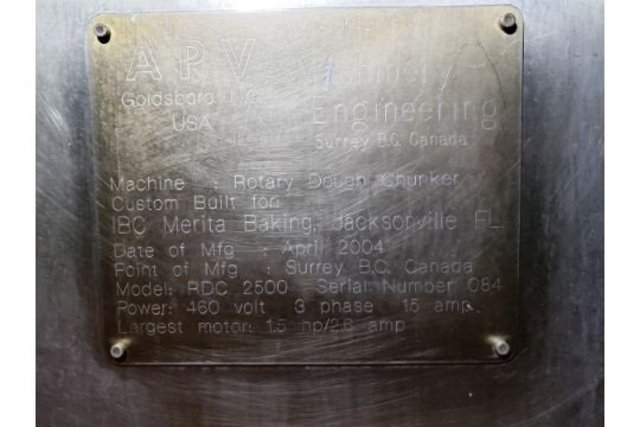 A P V
Goldsboro N.C.
USA
Machinery
Engineering
Surrey B.C. Canada
Machine : Rotary Dough Chunker
Custom Built for:
IBC Merita Baking, Jacksonville FL
Date of Mfg : April 2004
Point of Mfg. : Surrey B.C. Canada
Model: RDC 2500 Serial Number 084
Power: 460 volt 3 phase 15 amp
Largest motor: 1.5 hp/2.6 amp